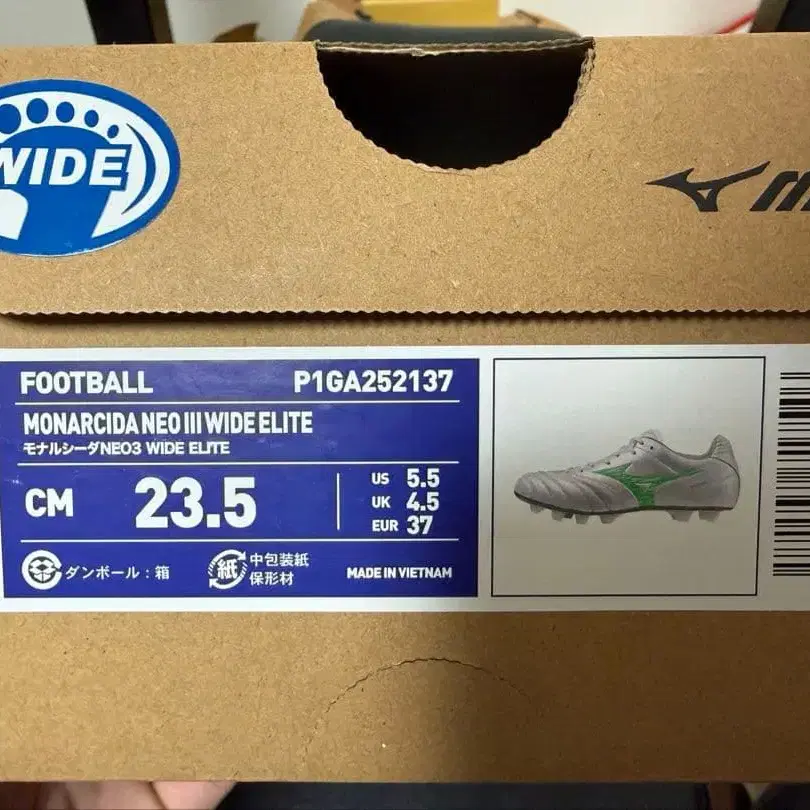 WIDE
FOOTBALL P1GA252137
MONARCIDA NEO III WIDE ELITE
モナルシーダNEO3 WIDE ELITE
CM 23.5
US 5.5
UK 4.5
EUR 37
ダンボール：箱
紙 中包装紙
保形材
MADE IN VIETNAM